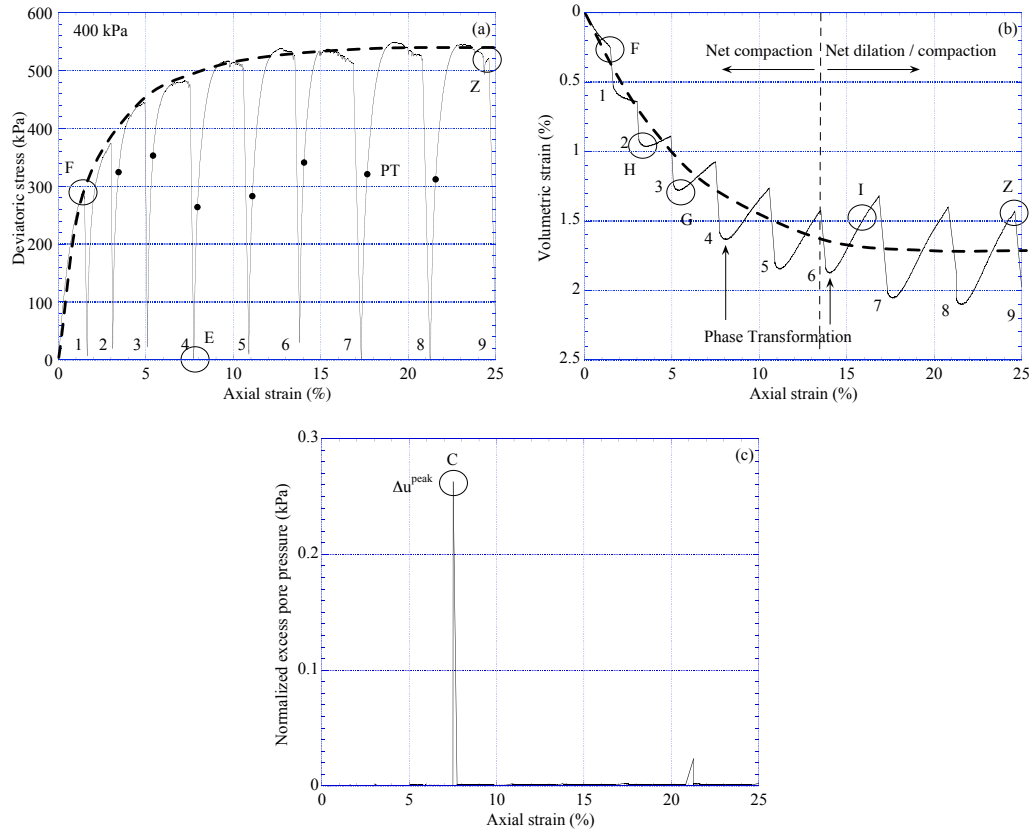 600
500
400
300
200
100
0
Deviatoric stress (kPa)
400 kPa
(a)
F
Z
PT
E
1
2
3
4
5
6
7
8
9
0
5
10
15
20
25
Axial strain (%)
0
0.5
1
1.5
2
2.5
Volumetric strain (%)
(b)
Net compaction
Net dilation / compaction
F
1
2
H
3
G
4
5
6
I
7
8
Z
9
Phase Transformation
0
5
10
15
20
25
Axial strain (%)
0.3
0.2
0.1
0
Normalized excess pore pressure (kPa)
(c)
C
Δu^peak
0
5
10
15
20
25
Axial strain (%)